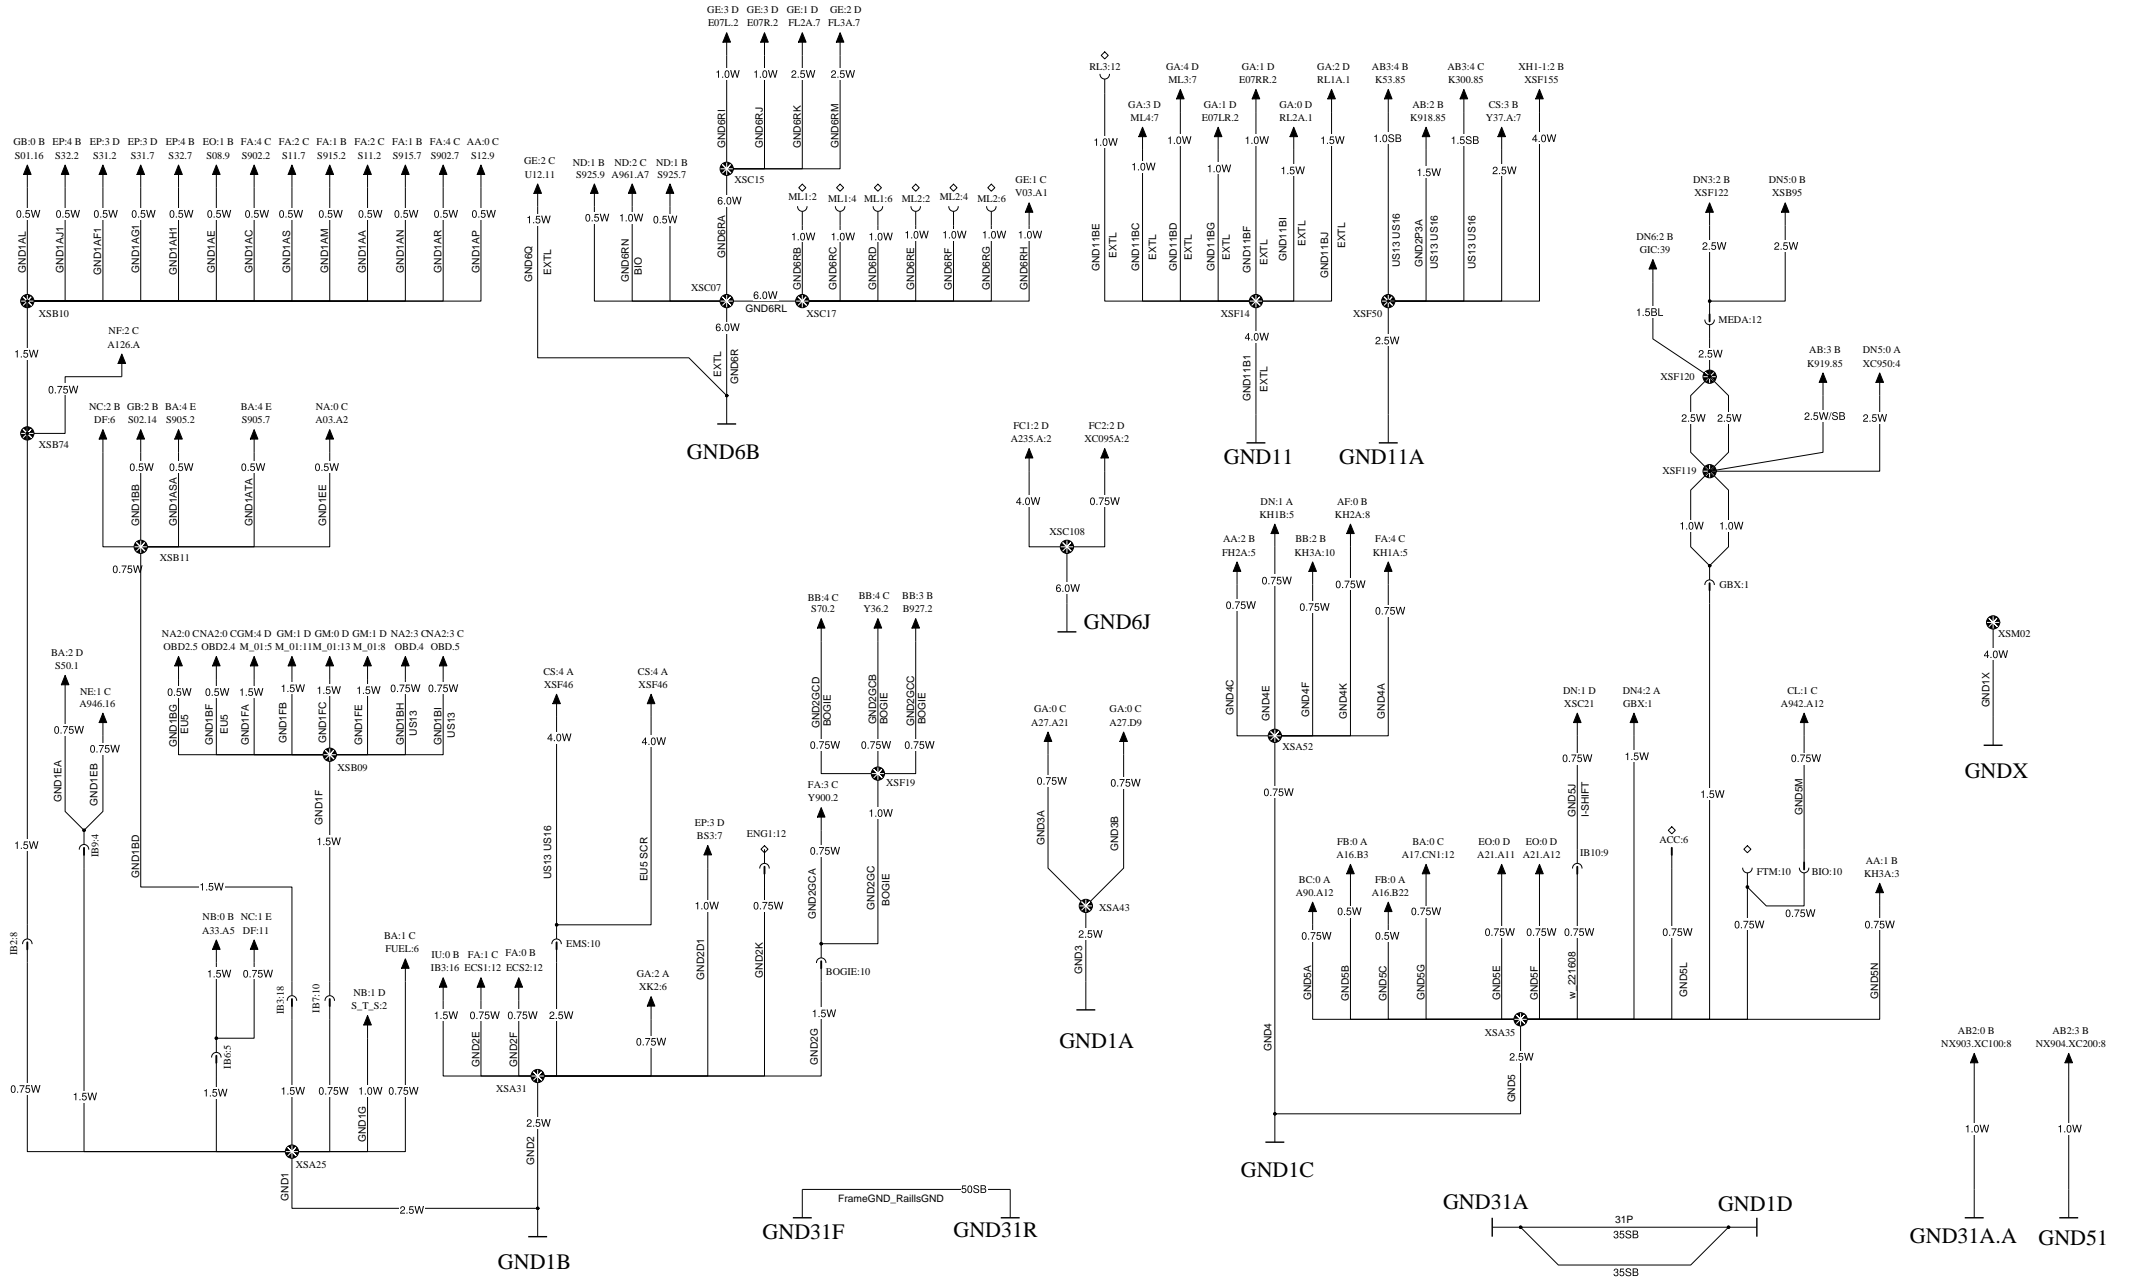 GE:3 D GE:3 D GE:1 D GE:2 D
E07L.2 E07R.2 FL2A.7 FL3A.7
1.0W 1.0W 2.5W 2.5W
GND6RI GND6RJ GND6RK GND6RM
XSC15
6.0W
GND6RA
GB:0 B EP:4 B EP:3 D EP:3 D EP:4 B EO:1 B FA:4 C FA:2 C FA:1 B FA:2 C FA:1 B FA:4 C AA:0 C
S01.16 S32.2 S31.2 S31.7 S32.7 S08.9 S902.2 S11.7 S915.2 S11.2 S915.7 S902.7 S12.9
0.5W 0.5W 0.5W 0.5W 0.5W 0.5W 0.5W 0.5W 0.5W 0.5W 0.5W 0.5W 0.5W
GND1AL GND1AJ1 GND1AF1 GND1AG1 GND1AH1 GND1AE GND1AC GND1AS GND1AM GND1AA GND1AN GND1AR GND1AP
XSB10
1.5W
NF:2 C
A126.A
0.75W
XSB74
NC:2 B GB:2 B BA:4 E BA:4 E NA:0 C
DF:6 S02.14 S905.2 S905.7 A03.A2
0.5W 0.5W 0.5W 0.5W
GND1BB GND1ASA GND1ATA GND1EE
XSB11
0.75W
GE:2 C
U12.11
1.5W
GND6Q
EXTL
ND:1 B ND:2 C ND:1 B
S925.9 A961.A7 S925.7
0.5W 1.0W 0.5W
GND6RN
BIO
XSC07
6.0W
GND6RL
XSC17
ML1:2 ML1:4 ML1:6 ML2:2 ML2:4 ML2:6
GE:1 C
V03.A1
1.0W 1.0W 1.0W 1.0W 1.0W 1.0W 1.0W
GND6RB GND6RC GND6RD GND6RE GND6RF GND6RG GND6RH
6.0W
EXTL
GND6R
GND6B
RL3:12
GA:4 D GA:1 D GA:2 D
ML3:7 E07RR.2 RL1A.1
GA:3 D GA:1 D GA:0 D
ML4:7 E07LR.2 RL2A.1
1.0W 1.0W 1.0W 1.0W 1.0W 1.5W 1.5W
GND11BE GND11BC GND11BD GND11BG GND11BF GND11BI GND11BJ
EXTL EXTL EXTL EXTL EXTL EXTL EXTL
XSF14
4.0W
GND11B1
EXTL
GND11
AB3:4 B AB3:4 C XH1-1:2 B
K53.85 K300.85 XSF155
AB:2 B CS:3 B
K918.85 Y37.A:7
1.0SB 1.5W 1.5SB 2.5W 4.0W
US13 US16
GND2P3A
US13 US16
US13 US16
XSF50
2.5W
GND11A
DN3:2 B DN5:0 B
XSF122 XSB95
2.5W 2.5W
DN6:2 B
GIC:39
1.5BL
MEDA:12
2.5W
XSF120
2.5W 2.5W
AB:3 B DN5:0 A
K919.85 XC950:4
2.5W/SB 2.5W
XSF119
1.0W 1.0W
GBX:1
1.5W
FC1:2 D FC2:2 D
A235.A:2 XC095A:2
4.0W 0.75W
XSC108
6.0W
GND6J
DN:1 A AF:0 B
KH1B:5 KH2A:8
AA:2 B BB:2 B FA:4 C
FH2A:5 KH3A:10 KH1A:5
0.75W 0.75W 0.75W 0.75W 0.75W
GND4C GND4E GND4F GND4K GND4A
XSA52
0.75W
GND4
XSM02
4.0W
GND1X
GNDX
BA:2 D
S50.1
NE:1 C
A946.16
0.75W 0.75W
GND1EA GND1EB
IB9:4
NA2:0 C NA2:0 C GM:4 D GM:1 D GM:0 D GM:1 D NA2:3 C NA2:3 C
OBD2.5 OBD2.4 M_01:5 M_01:11 M_01:13 M_01:8 OBD.4 OBD.5
0.5W 0.5W 1.5W 1.5W 1.5W 1.5W 0.75W 0.75W
GND1BG GND1BF GND1FA GND1FB GND1FC GND1FE GND1BH GND1BI
EU5 EU5 US13 US13
XSB09
GND1F
1.5W
GND1BD
1.5W
1.5W
IB2:8
NB:0 B NC:1 E
A33.A5 DF:11
1.5W 0.75W
IB6:5
IB3:18
IB7:10
NB:1 D
S_T_S:2
BA:1 C
FUEL:6
0.75W 1.5W 1.5W 1.5W 0.75W 1.0W 0.75W
GND1G
XSA25
GND1
2.5W
GND1B
CS:4 A CS:4 A
XSF46 XSF46
4.0W 4.0W
US13 US16
EU5 SCR
EMS:10
IU:0 B FA:1 C FA:0 B
IB3:16 ECS1:12 ECS2:12
1.5W 0.75W 0.75W 2.5W
GND2E GND2F
GA:2 A
XK2:6
0.75W
EP:3 D
BS3:7
1.0W
GND2D1
ENG1:12
0.75W
GND2K
BB:4 C BB:4 C BB:3 B
S70.2 Y36.2 B927.2
GND2GCD GND2GCB GND2GCC
BOGIE BOGIE BOGIE
0.75W 0.75W 0.75W
XSF19
FA:3 C
Y900.2
0.75W
GND2GCA
1.0W
GND2GC
BOGIE
BOGIE:10
1.5W
GND2G
XSA31
2.5W
GND2
GA:0 C GA:0 C
A27.A21 A27.D9
0.75W 0.75W
GND3A GND3B
XSA43
2.5W
GND3
GND1A
DN:1 D DN4:2 A CL:1 C
XSC21 GBX:1 A942.A12
0.75W 1.5W 0.75W
GND5J
I-SHIFT
GND5M
IB10:9
ACC:6
FTM:10
BIO:10
0.75W
FB:0 A BA:0 C EO:0 D EO:0 D
A16.B3 A17.CN1:12 A21.A11 A21.A12
BC:0 A FB:0 A
A90.A12 A16.B22
AA:1 B
KH3A:3
0.75W 0.5W 0.5W 0.75W 0.75W 0.75W 0.75W 0.75W 0.75W 0.75W
GND5A GND5B GND5C GND5G GND5E GND5F w_221608 GND5L GND5N
XSA35
2.5W
GND5
GND1C
AB2:0 B AB2:3 B
NX903.XC100:8 NX904.XC200:8
1.0W 1.0W
GND31A.A GND51
FrameGND_RaillsGND
50SB
GND31F GND31R
GND31A GND1D
31P
35SB
35SB